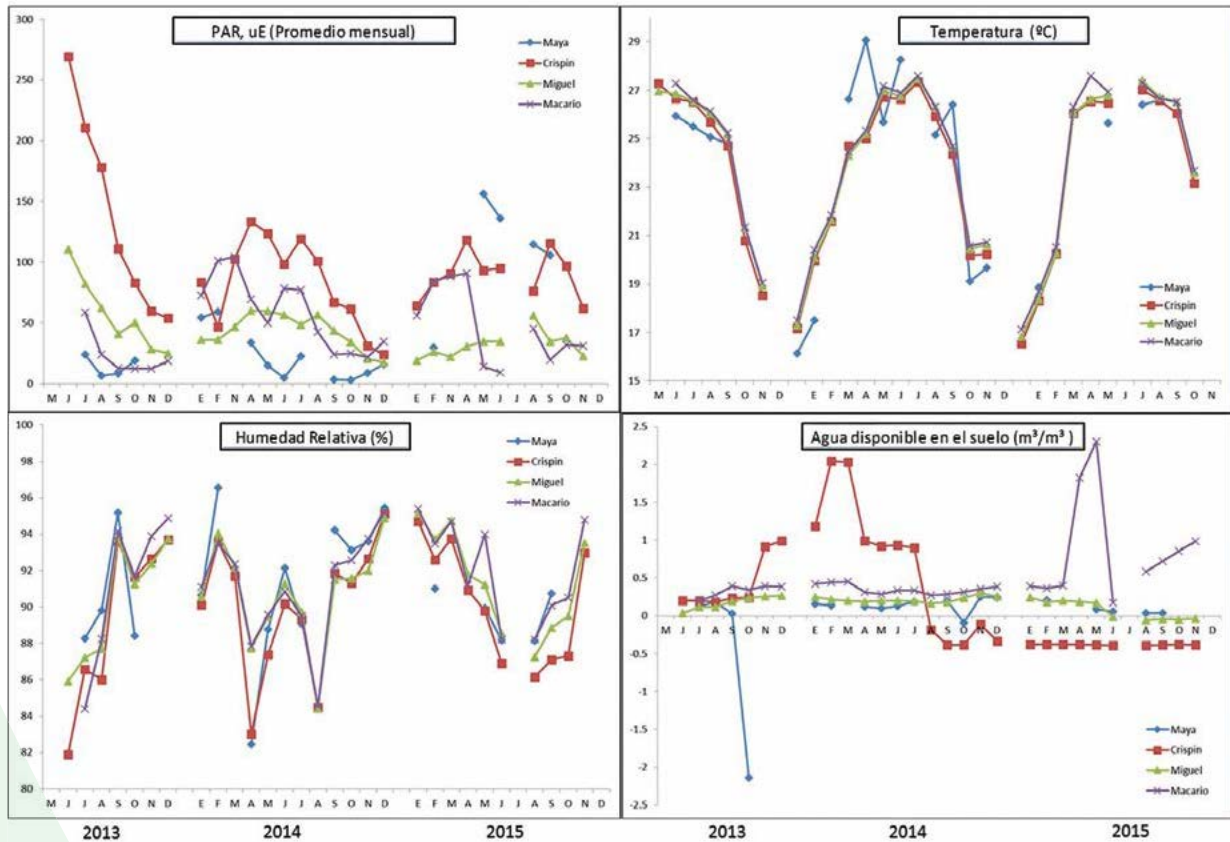 PAR, uE (Promedio mensual)
300
250
200
150
100
50
0
Maya
Crispin
Miguel
Macario
M J J A S O N D E F M A M J J A S O N D E F M A M J J A S O N D
Temperatura (ºC)
29
27
25
23
21
19
17
15
Maya
Crispin
Miguel
Macario
M J J A S O N D E F M A M J J A S O N D E F M A M J J A S O N
Humedad Relativa (%)
100
98
96
94
92
90
88
86
84
82
80
Maya
Crispin
Miguel
Macario
M J J A S O N D E F M A M J J A S O N D E F M A M J J A S O N D
2013 2014 2015
Agua disponible en el suelo (m³/m³ )
2.5
2
1.5
1
0.5
0
-0.5
-1
-1.5
-2
-2.5
Maya
Crispin
Miguel
Macario
M J J A S O N D E F M A M J J A S O N D E F M A M J J A S O N D
2013 2014 2015